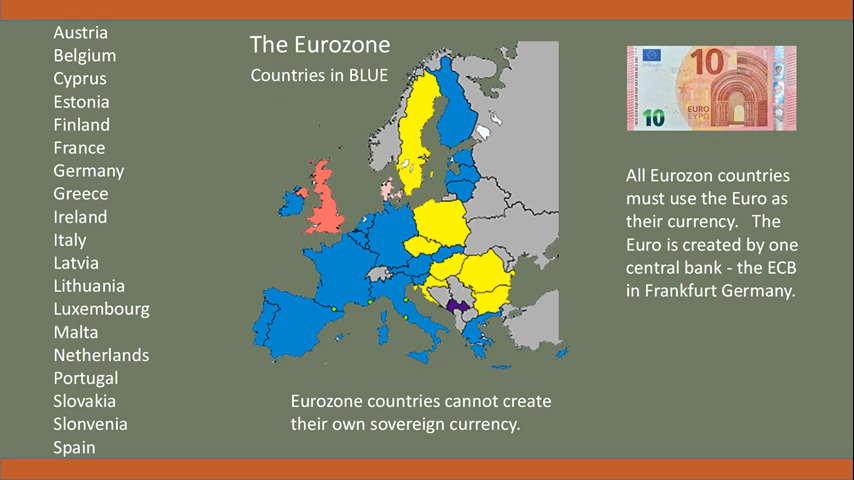 Austria
Belgium
Cyprus
Estonia
Finland
France
Germany
Greece
Ireland
Italy
Latvia
Lithuania
Luxembourg
Malta
Netherlands
Portugal
Slovakia
Slonvenia
Spain
The Eurozone
Countries in BLUE
10
EURO
ΕΥΡΩ
10
All Eurozon countries
must use the Euro as
their currency.   The
Euro is created by one
central bank - the ECB
in Frankfurt Germany.
Eurozone countries cannot create
their own sovereign currency.